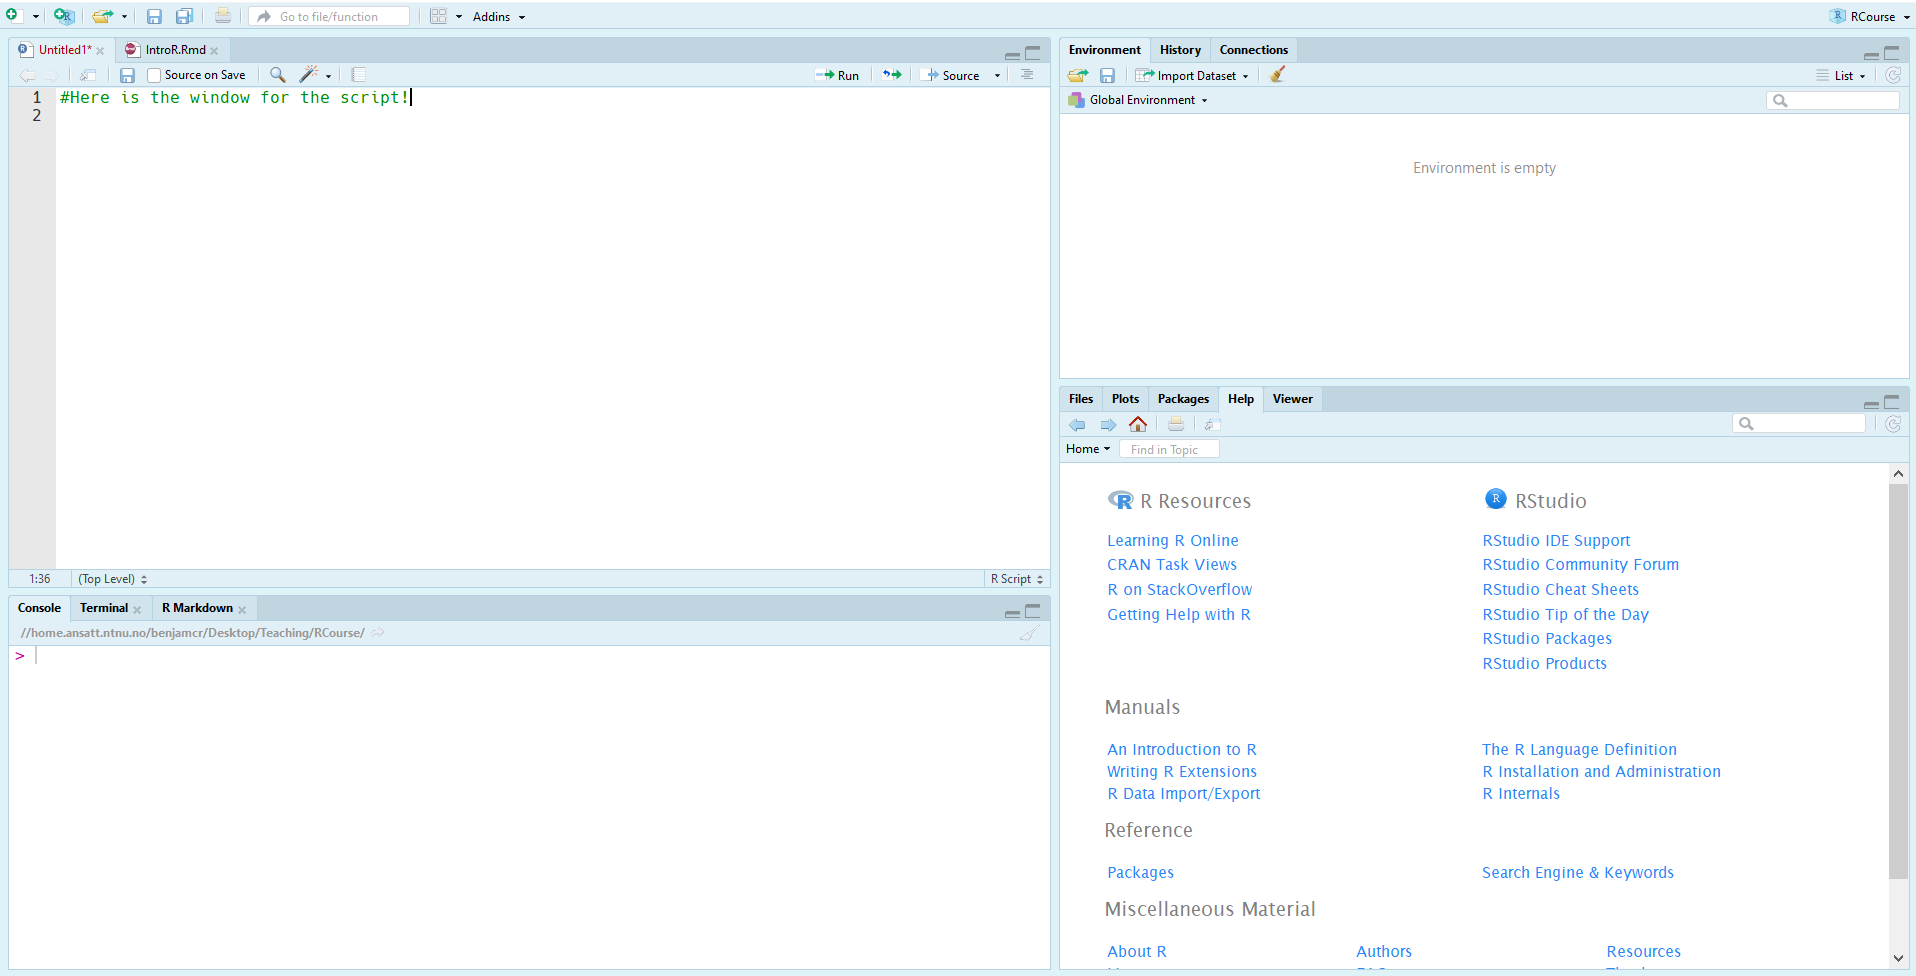 Go to file/function
Addins
RCourse
Untitled1*
IntroR.Rmd
Source on Save
Run
Source
1 #Here is the window for the script!
2
1:36
(Top Level)
R Script
Console
Terminal
R Markdown
//home.ansatt.ntnu.no/benjamcr/Desktop/Teaching/RCourse/
>
Environment
History
Connections
Import Dataset
List
Global Environment
Environment is empty
Files
Plots
Packages
Help
Viewer
Home
Find in Topic
R Resources
Learning R Online
CRAN Task Views
R on StackOverflow
Getting Help with R
RStudio
RStudio IDE Support
RStudio Community Forum
RStudio Cheat Sheets
RStudio Tip of the Day
RStudio Packages
RStudio Products
Manuals
An Introduction to R
Writing R Extensions
R Data Import/Export
The R Language Definition
R Installation and Administration
R Internals
Reference
Packages
Search Engine & Keywords
Miscellaneous Material
About R
Authors
Resources